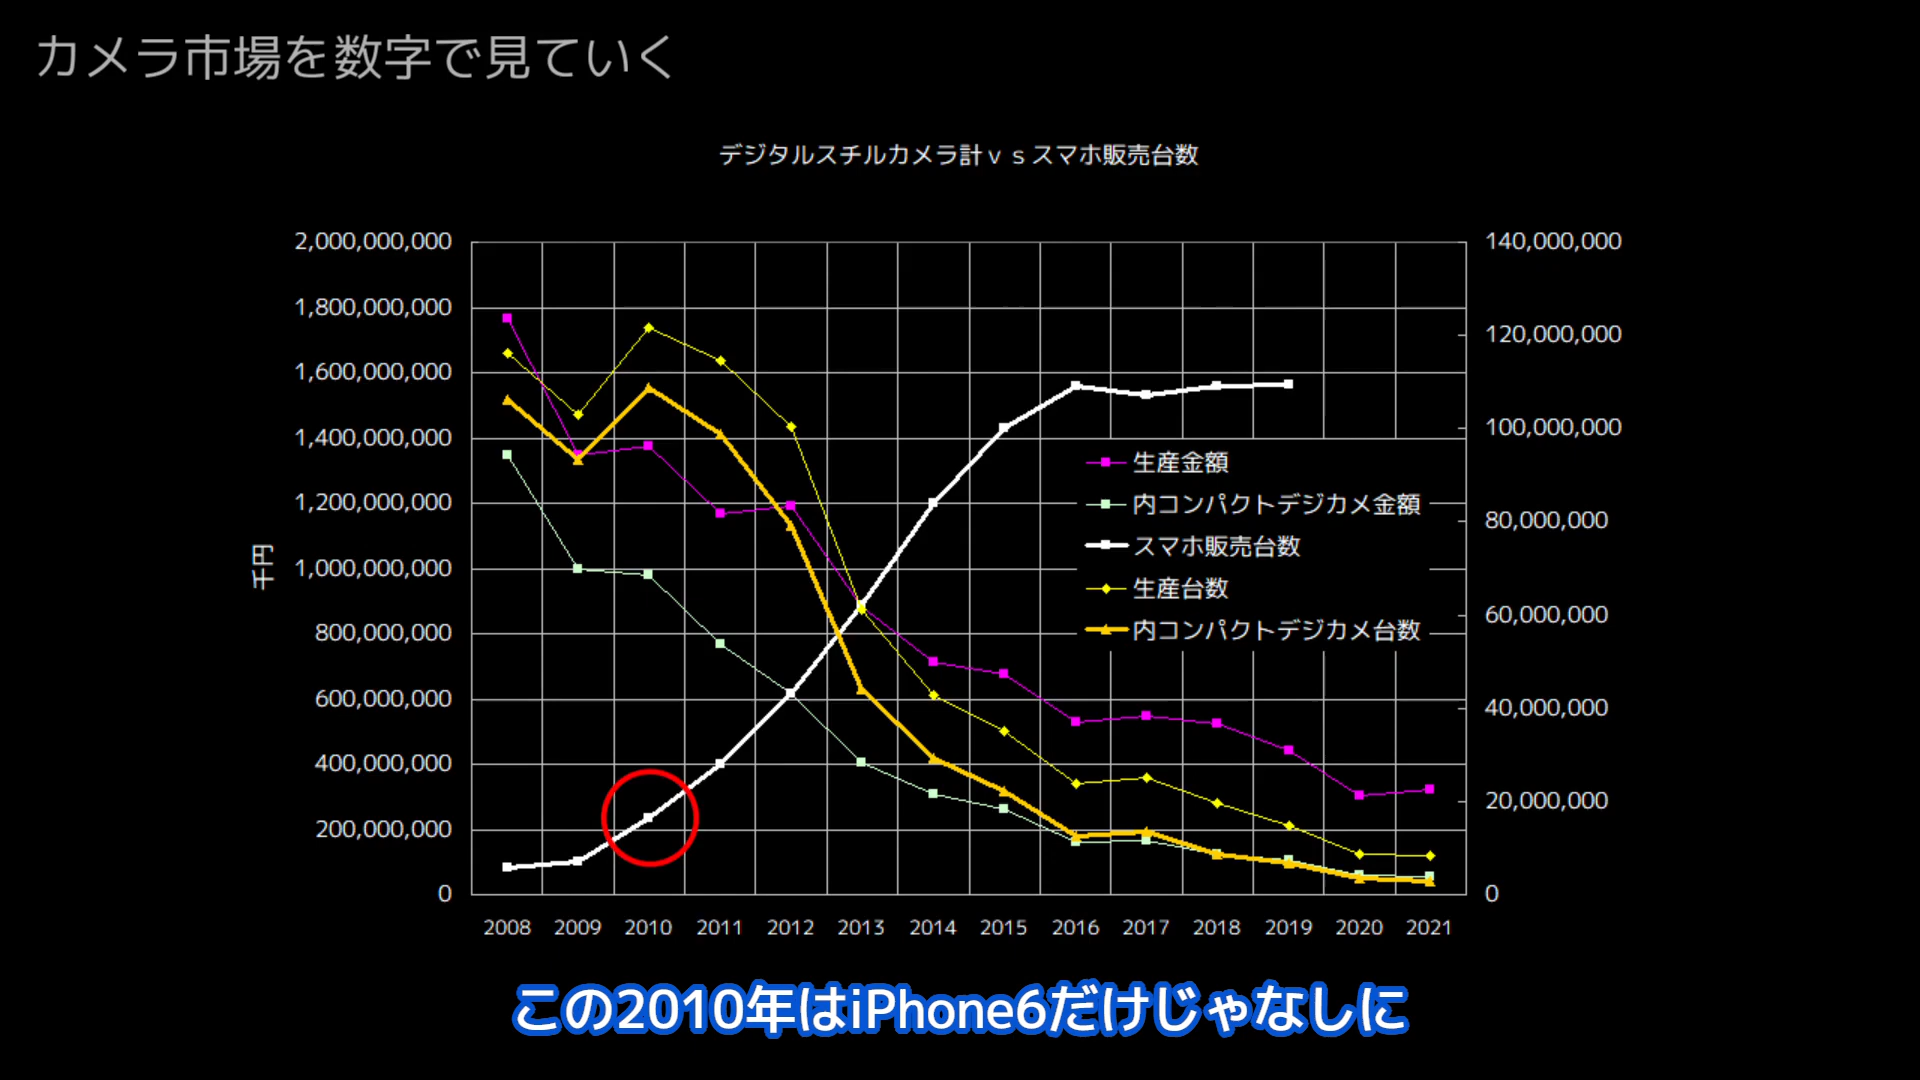 カメラ市場を数字で見ていく
デジタルスチルカメラ計ｖｓスマホ販売台数
千円
2,000,000,000
1,800,000,000
1,600,000,000
1,400,000,000
1,200,000,000
1,000,000,000
800,000,000
600,000,000
400,000,000
200,000,000
0
140,000,000
120,000,000
100,000,000
80,000,000
60,000,000
40,000,000
20,000,000
0
生産金額
内コンパクトデジカメ金額
スマホ販売台数
生産台数
内コンパクトデジカメ台数
2008 2009 2010 2011 2012 2013 2014 2015 2016 2017 2018 2019 2020 2021
この2010年はiPhone6だけじゃなしに